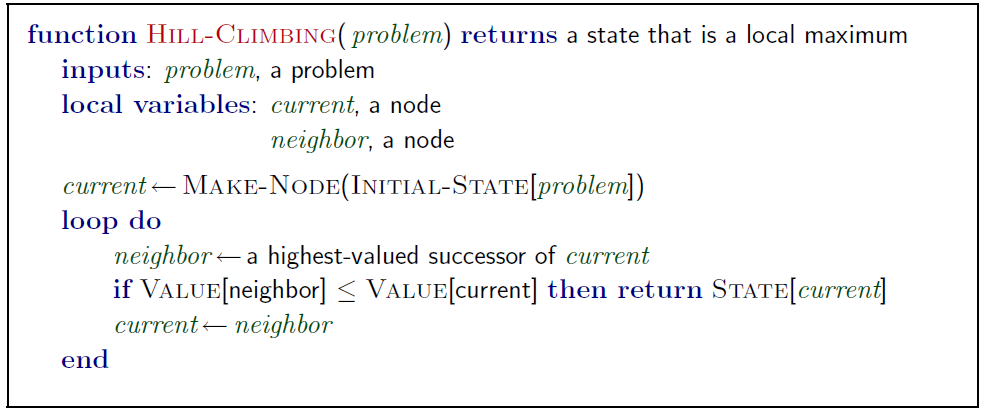 function HILL-CLIMBING( problem) returns a state that is a local maximum
inputs: problem, a problem
local variables: current, a node
neighbor, a node
current ← MAKE-NODE(INITIAL-STATE[problem])
loop do
neighbor ← a highest-valued successor of current
if VALUE[neighbor] ≤ VALUE[current] then return STATE[current]
current ← neighbor
end